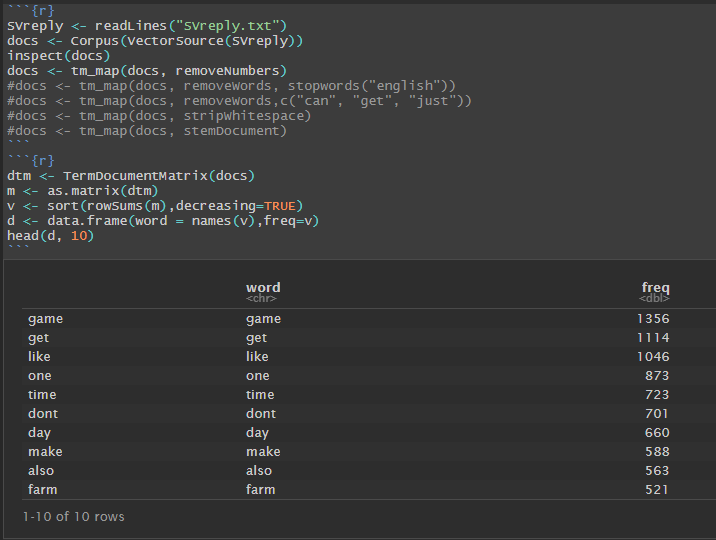 ```{r}
SVreply <- readLines("SVreply.txt")
docs <- Corpus(VectorSource(SVreply))
inspect(docs)
docs <- tm_map(docs, removeNumbers)
#docs <- tm_map(docs, removeWords, stopwords("english"))
#docs <- tm_map(docs, removeWords,c("can", "get", "just"))
#docs <- tm_map(docs, stripWhitespace)
#docs <- tm_map(docs, stemDocument)
```
```{r}
dtm <- TermDocumentMatrix(docs)
m <- as.matrix(dtm)
v <- sort(rowSums(m),decreasing=TRUE)
d <- data.frame(word = names(v),freq=v)
head(d, 10)
```
word freq
<chr> <dbl>
game game 1356
get get 1114
like like 1046
one one 873
time time 723
dont dont 701
day day 660
make make 588
also also 563
farm farm 521
1-10 of 10 rows